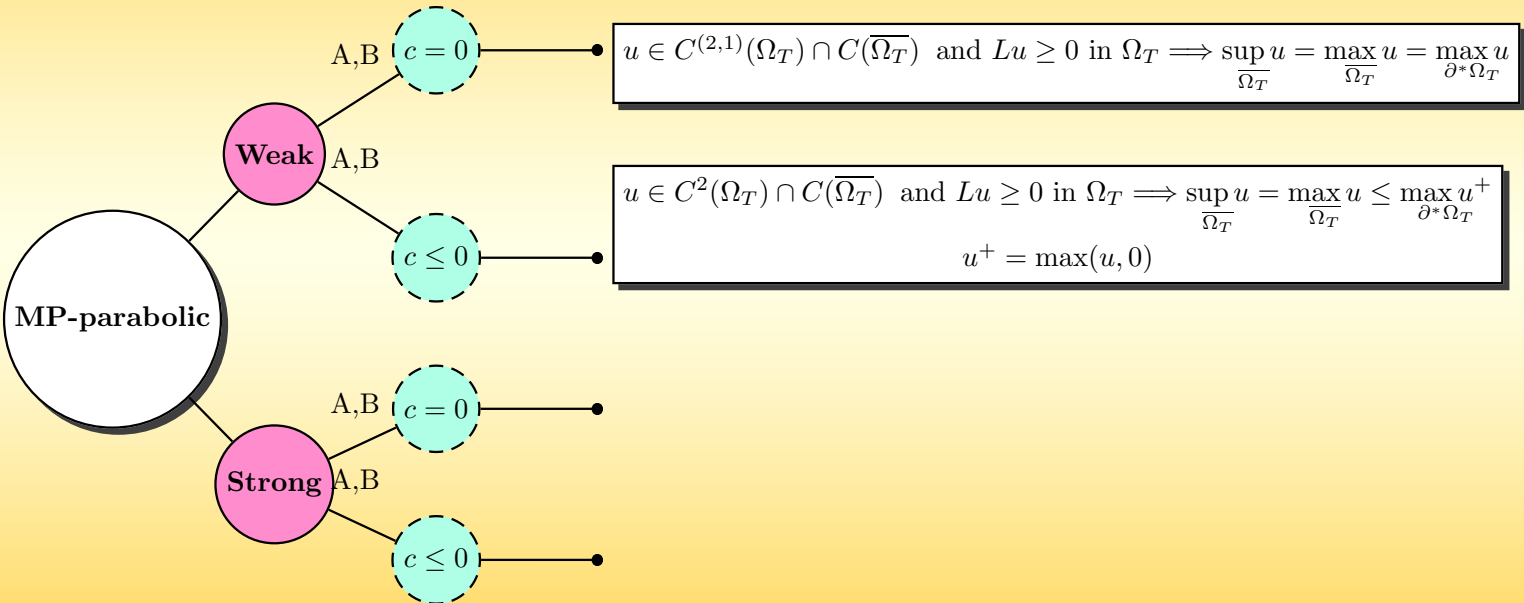 A,B
c = 0
u ∈ C^{(2,1)}(Ω_T) ∩ C(\overline{Ω_T}) and Lu ≥ 0 in Ω_T ⟹ sup_{\overline{Ω_T}} u = max_{\overline{Ω_T}} u = max_{∂*Ω_T} u
Weak
A,B
c ≤ 0
u ∈ C^2(Ω_T) ∩ C(\overline{Ω_T}) and Lu ≥ 0 in Ω_T ⟹ sup_{\overline{Ω_T}} u = max_{\overline{Ω_T}} u ≤ max_{∂*Ω_T} u^+
u^+ = max(u, 0)
MP-parabolic
A,B
c = 0
Strong
A,B
c ≤ 0